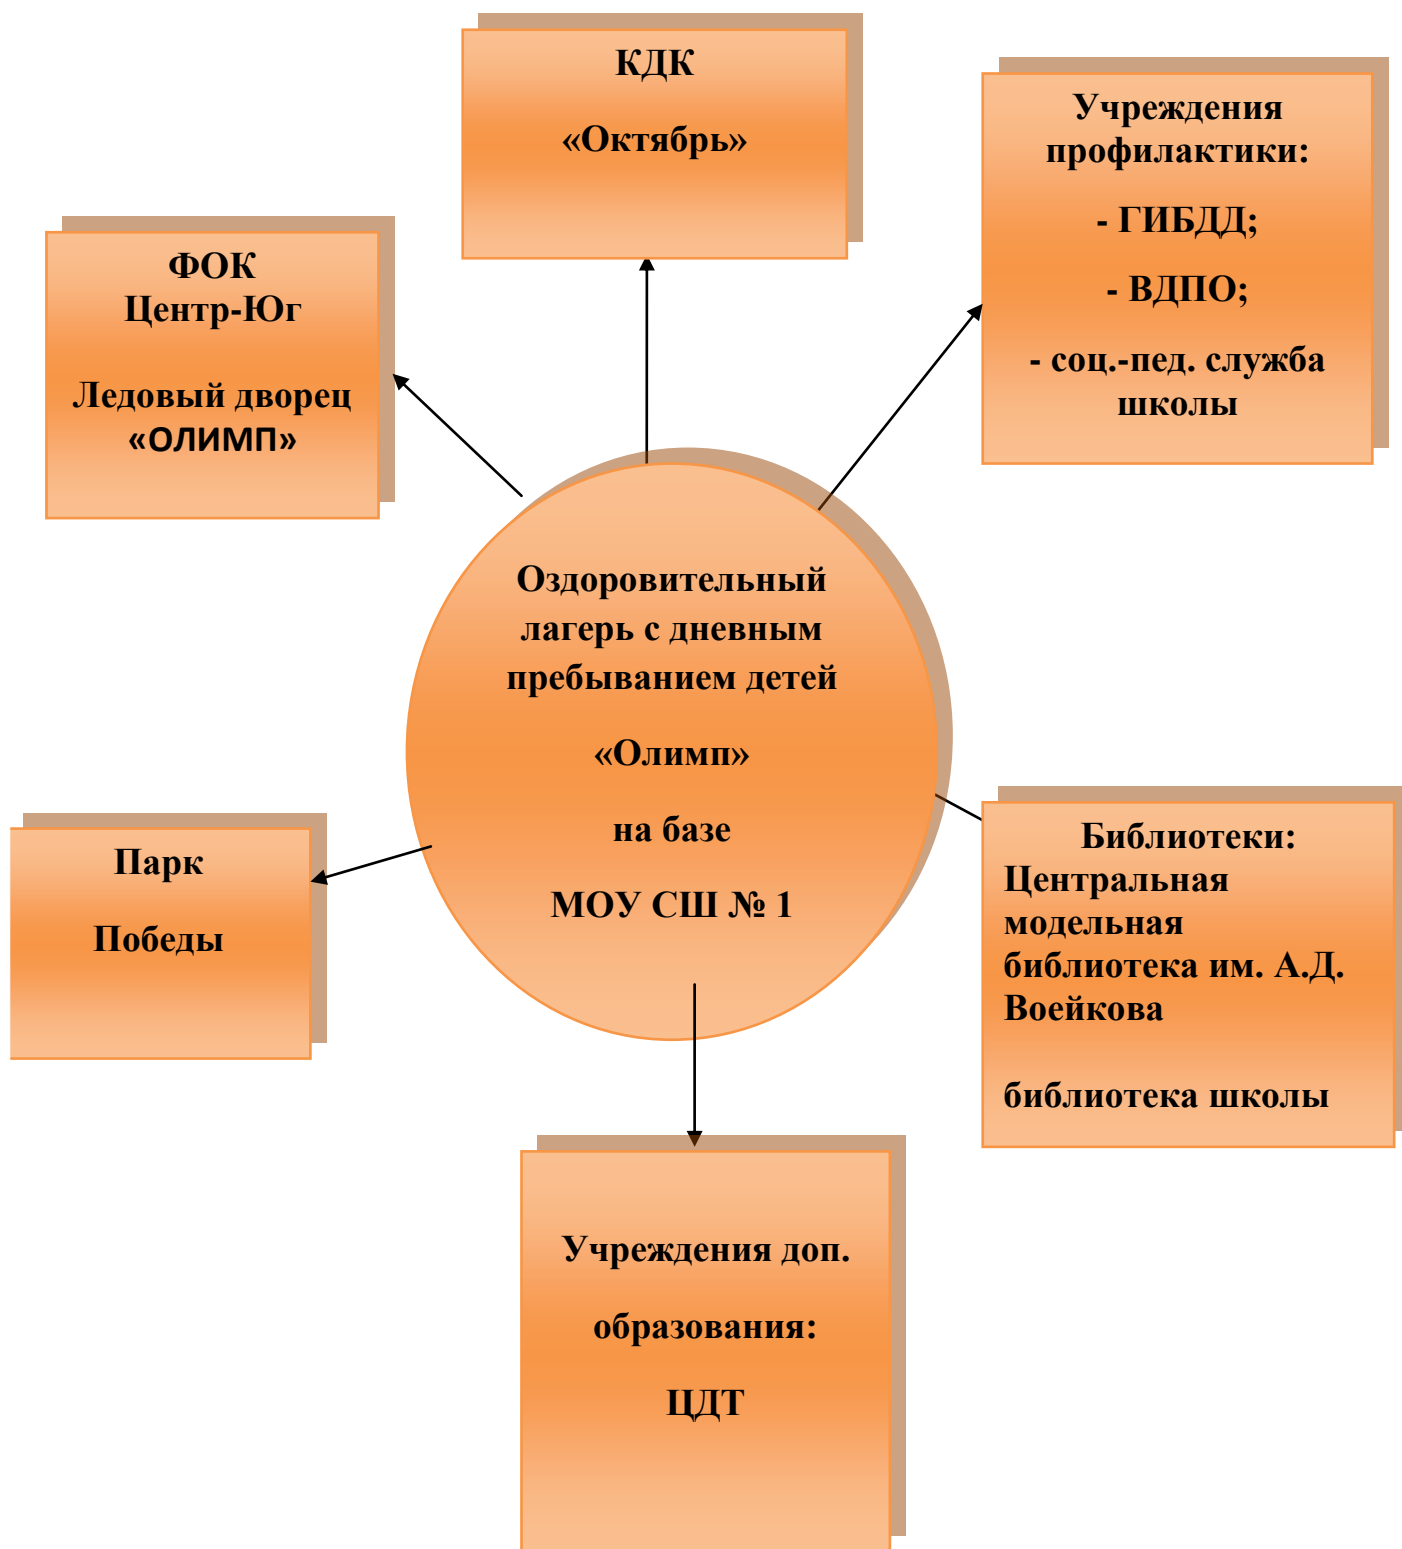 КДК
«Октябрь»
Учреждения
профилактики:
- ГИБДД;
- ВДПО;
- соц.-пед. служба
школы
ФОК
Центр-Юг
Ледовый дворец
«ОЛИМП»
Оздоровительный
лагерь с дневным
пребыванием детей
«Олимп»
на базе
МОУ СШ № 1
Парк
Победы
Библиотеки:
Центральная
модельная
библиотека им. А.Д.
Воейкова
библиотека школы
Учреждения доп.
образования:
ЦДТ